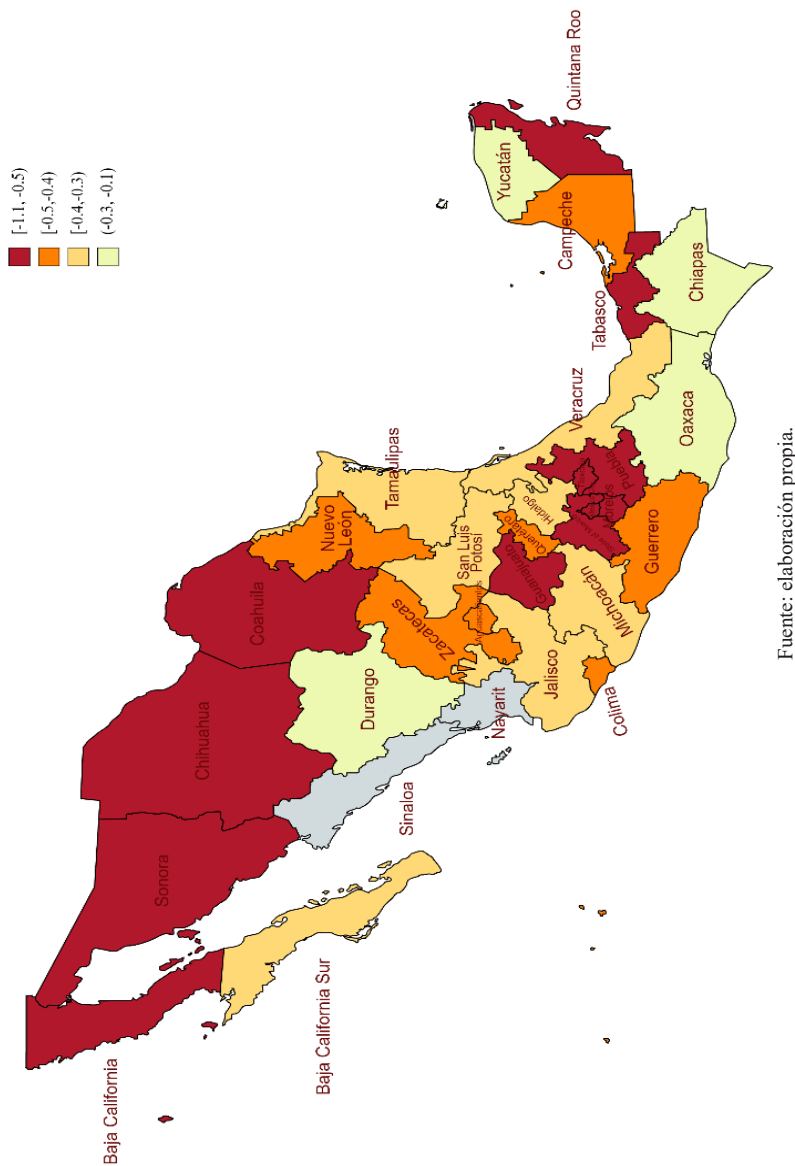 [-1.1, -0.5)
[-0.5,-0.4)
[-0.4,-0.3)
(-0.3, -0.1)
Baja California
Baja California Sur
Sonora
Chihuahua
Coahuila
Sinaloa
Durango
Nuevo
León
Tamaulipas
Zacatecas
San Luis
Potosí
Nayarit
Jalisco
Colima
Michoacán
Guanajuato
Querétaro
Hidalgo
Veracruz
Puebla
Guerrero
Oaxaca
Tabasco
Chiapas
Campeche
Yucatán
Quintana Roo
Fuente: elaboración propia.